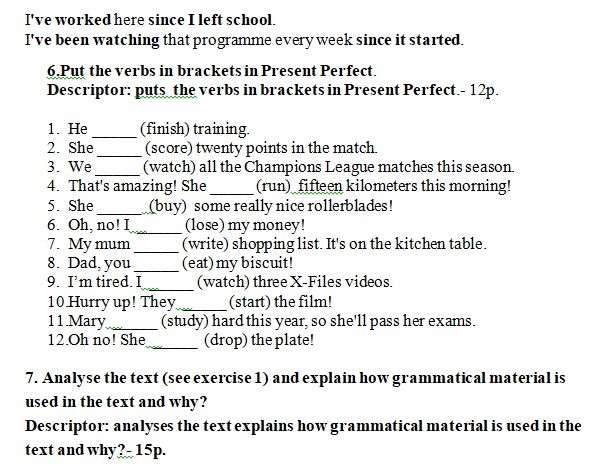 I've worked here since I left school.
I've been watching that programme every week since it started.
6.Put the verbs in brackets in Present Perfect.
Descriptor: puts the verbs in brackets in Present Perfect.- 12p.
1. He _____ (finish) training.
2. She _____ (score) twenty points in the match.
3. We _____ (watch) all the Champions League matches this season.
4. That's amazing! She _____ (run) fifteen kilometers this morning!
5. She _____ (buy) some really nice rollerblades!
6. Oh, no! I _____ (lose) my money!
7. My mum _____ (write) shopping list. It's on the kitchen table.
8. Dad, you _____ (eat) my biscuit!
9. I'm tired. I _____ (watch) three X-Files videos.
10.Hurry up! They _____ (start) the film!
11.Mary _____ (study) hard this year, so she'll pass her exams.
12.Oh no! She _____ (drop) the plate!
7. Analyse the text (see exercise 1) and explain how grammatical material is
used in the text and why?
Descriptor: analyses the text explains how grammatical material is used in the
text and why?- 15p.